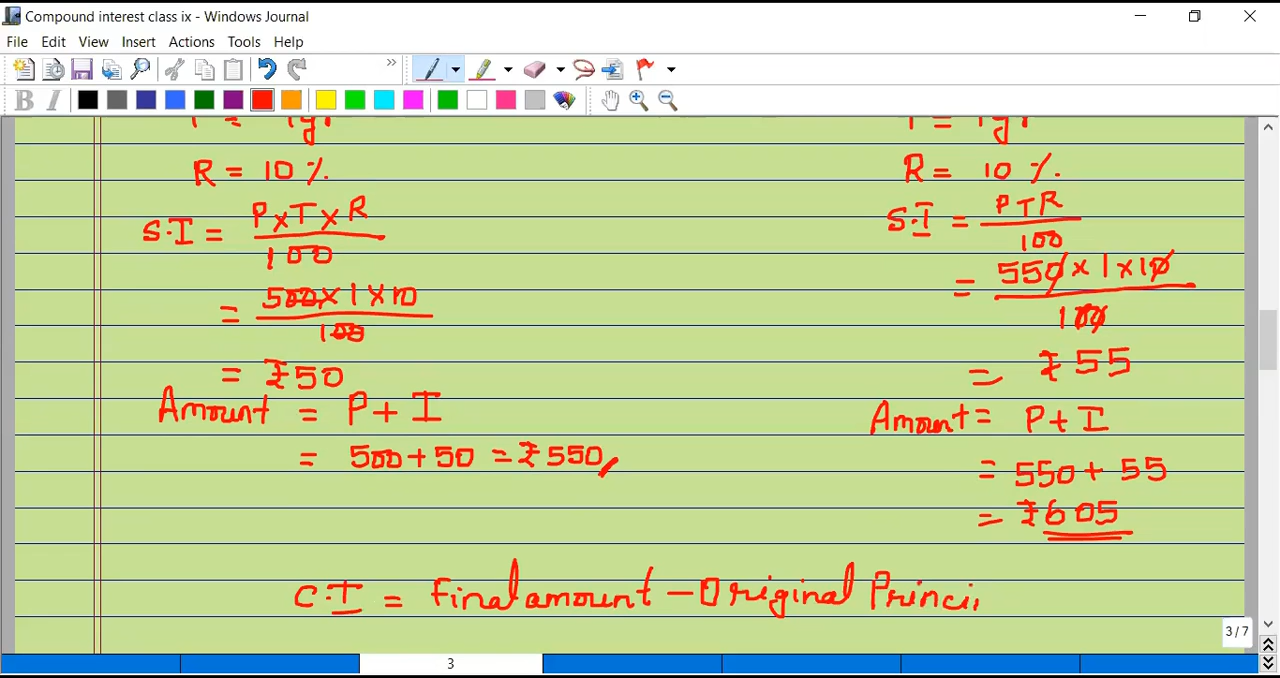 Compound interest class ix - Windows Journal
File Edit View Insert Actions Tools Help
B I
R = 10 %.
S.I = P x T x R
100
= 500 x 1 x 10
100
= ₹50
Amount = P + I
= 500 + 50 = ₹550
R = 10 %.
S.I = P T R
100
= 550 x 1 x 10
100
= ₹55
Amount = P + I
= 550 + 55
= ₹605
C.I = Final amount - Original Princi
3 / 7
3